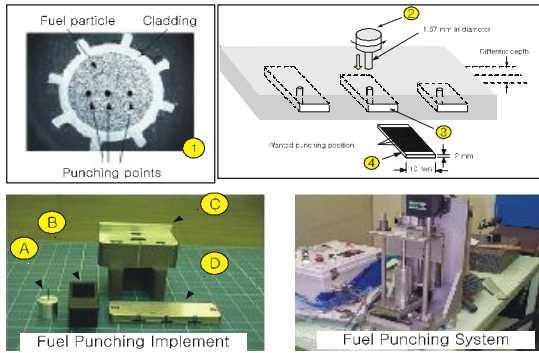 Fuel particle
Cladding
1
Punching points
2
1.67 mm in diameter
Different depth
3
Wanted punching position
4
2 mm
10 mm
A
B
C
D
Fuel Punching Implement
Fuel Punching System